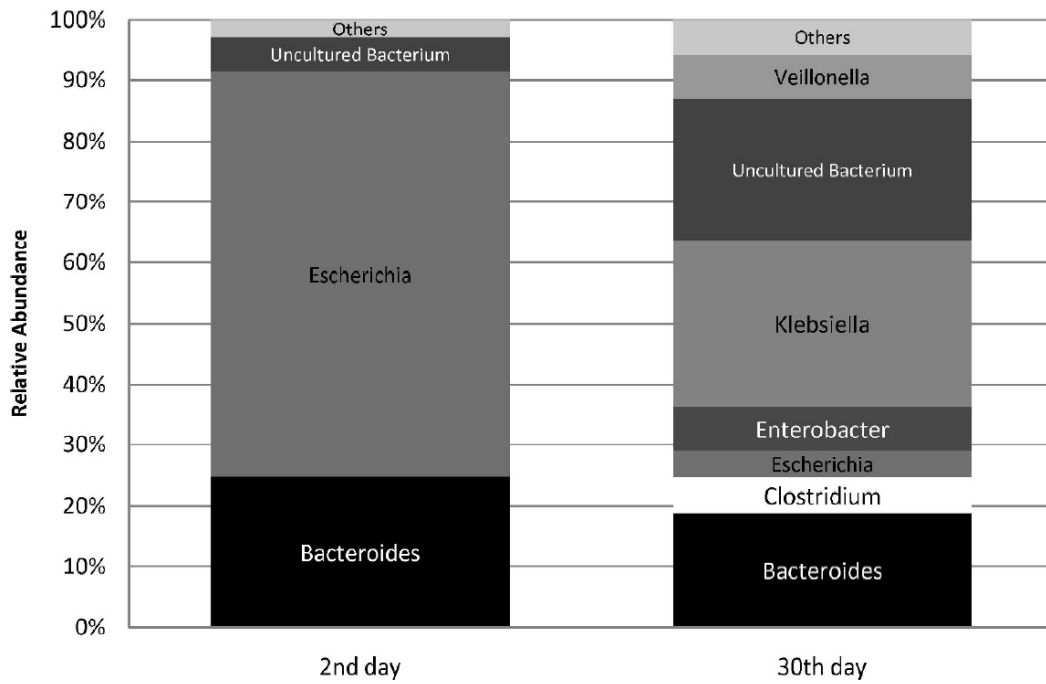 100%
90%
80%
70%
60%
50%
40%
30%
20%
10%
0%
Relative Abundance
Others
Uncultured Bacterium
Escherichia
Bacteroides
2nd day
Others
Veillonella
Uncultured Bacterium
Klebsiella
Enterobacter
Escherichia
Clostridium
Bacteroides
30th day